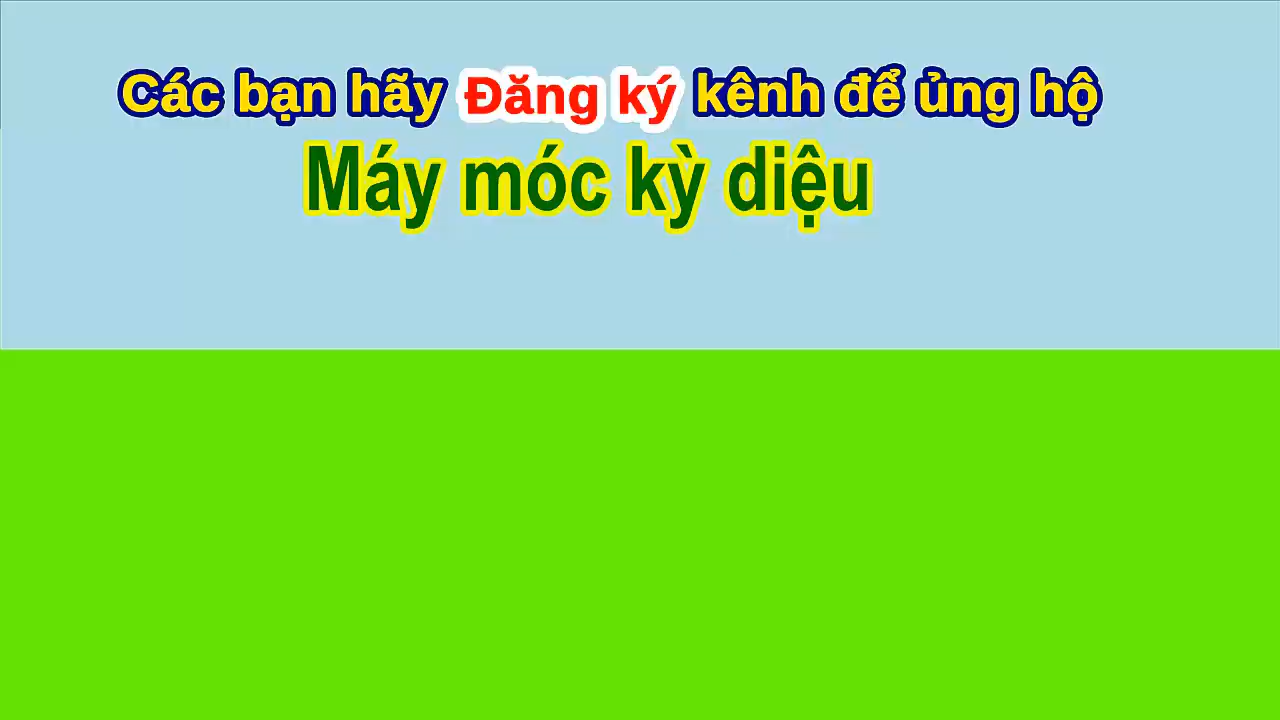 Các bạn hãy Đăng ký kênh để ủng hộ
Máy móc kỳ diệu